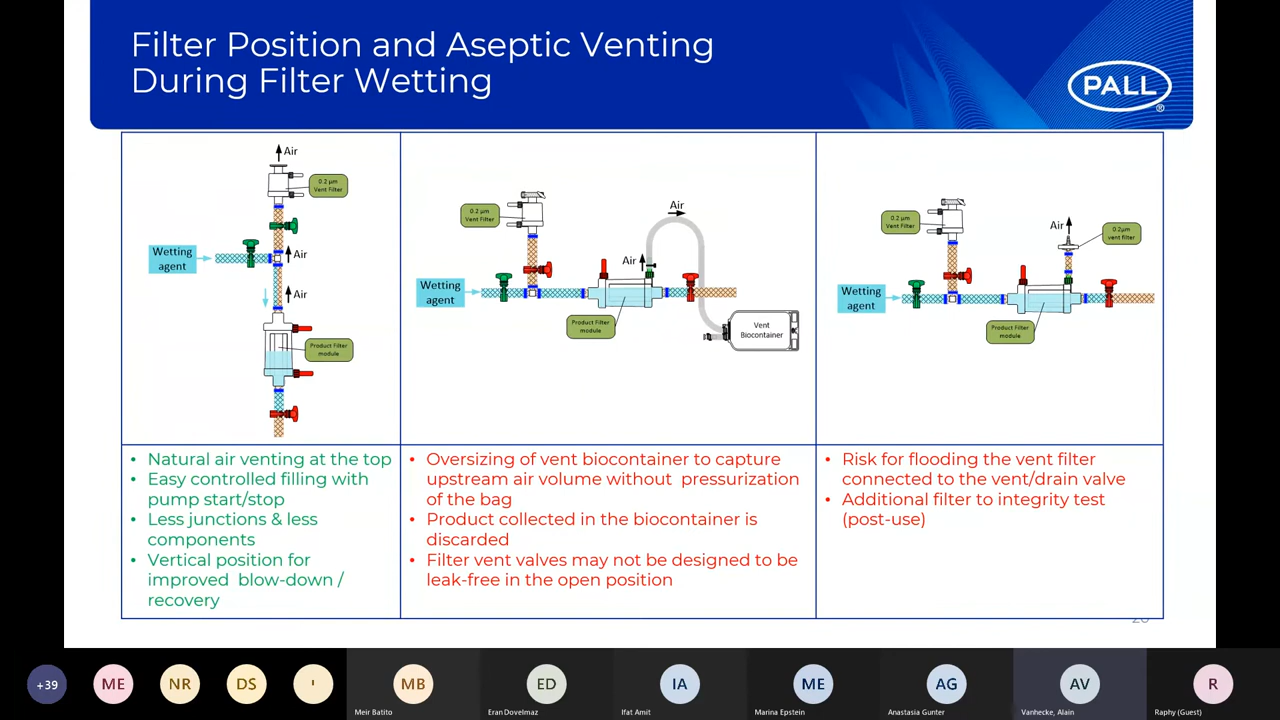 Filter Position and Aseptic Venting
During Filter Wetting
PALL
®
Air
0.2 µm
Vent Filter
Wetting
agent
Air
Air
Product Filter
module
0.2 µm
Vent Filter
Air
Air
Wetting
agent
Product Filter
module
Vent
Biocontainer
0.2 µm
Vent Filter
Air
0.2µm
vent filter
Wetting
agent
Product Filter
module
• Natural air venting at the top
• Easy controlled filling with
pump start/stop
• Less junctions & less
components
• Vertical position for
improved blow-down /
recovery
• Oversizing of vent biocontainer to capture
upstream air volume without pressurization
of the bag
• Product collected in the biocontainer is
discarded
• Filter vent valves may not be designed to be
leak-free in the open position
• Risk for flooding the vent filter
connected to the vent/drain valve
• Additional filter to integrity test
(post-use)
+39
ME
NR
DS
MB
Meir Batito
ED
Eran Dovelmaz
IA
Ifat Amit
ME
Marina Epstein
AG
Anastasia Gunter
AV
Vanhecke, Alain
R
Raphy (Guest)